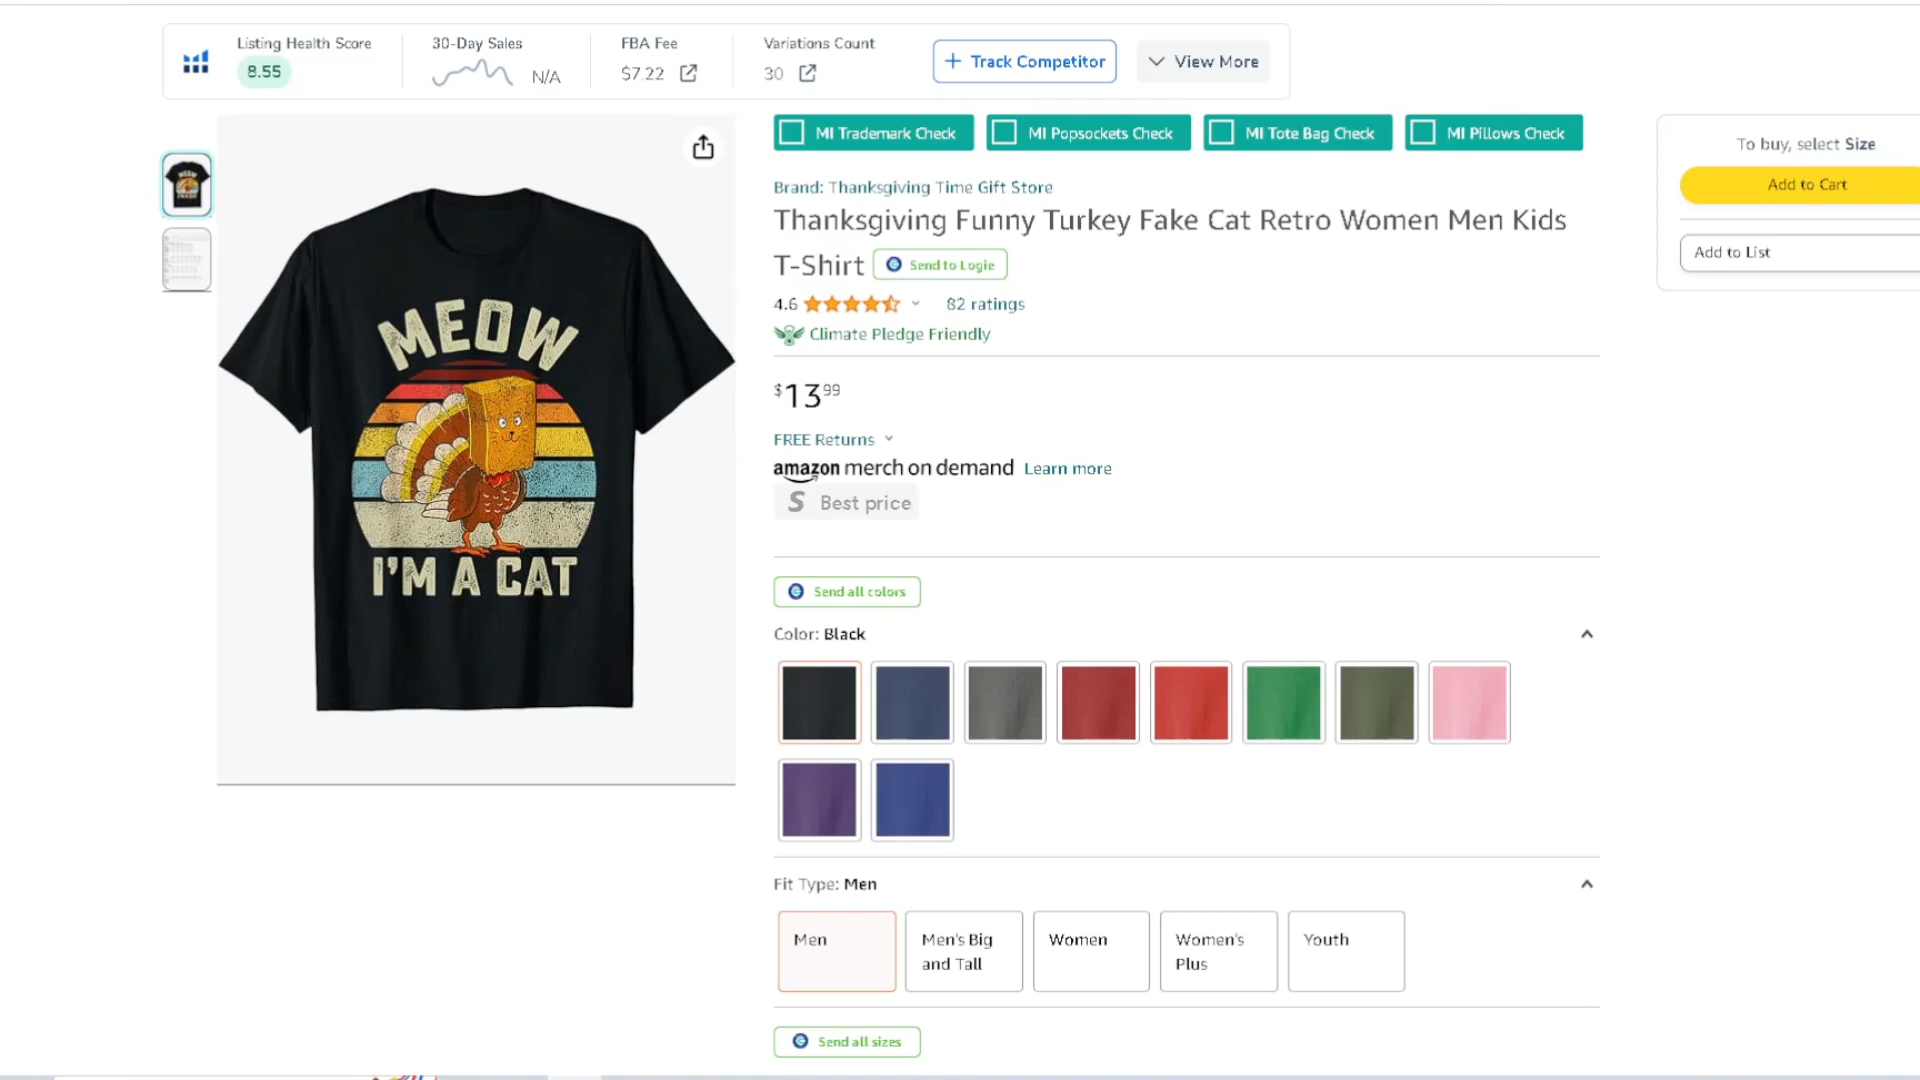 Listing Health Score
8.55
30-Day Sales
N/A
FBA Fee
$7.22
Variations Count
30
+ Track Competitor
View More
MI Trademark Check
MI Popsockets Check
MI Tote Bag Check
MI Pillows Check
To buy, select Size
Add to Cart
Add to List
Brand: Thanksgiving Time Gift Store
Thanksgiving Funny Turkey Fake Cat Retro Women Men Kids
T-Shirt
Send to Logie
4.6
82 ratings
Climate Pledge Friendly
MEOW
I'M A CAT
$13.99
FREE Returns
amazon merch on demand Learn more
S Best price
Send all colors
Color: Black
Fit Type: Men
Men
Men's Big
and Tall
Women
Women's
Plus
Youth
Send all sizes